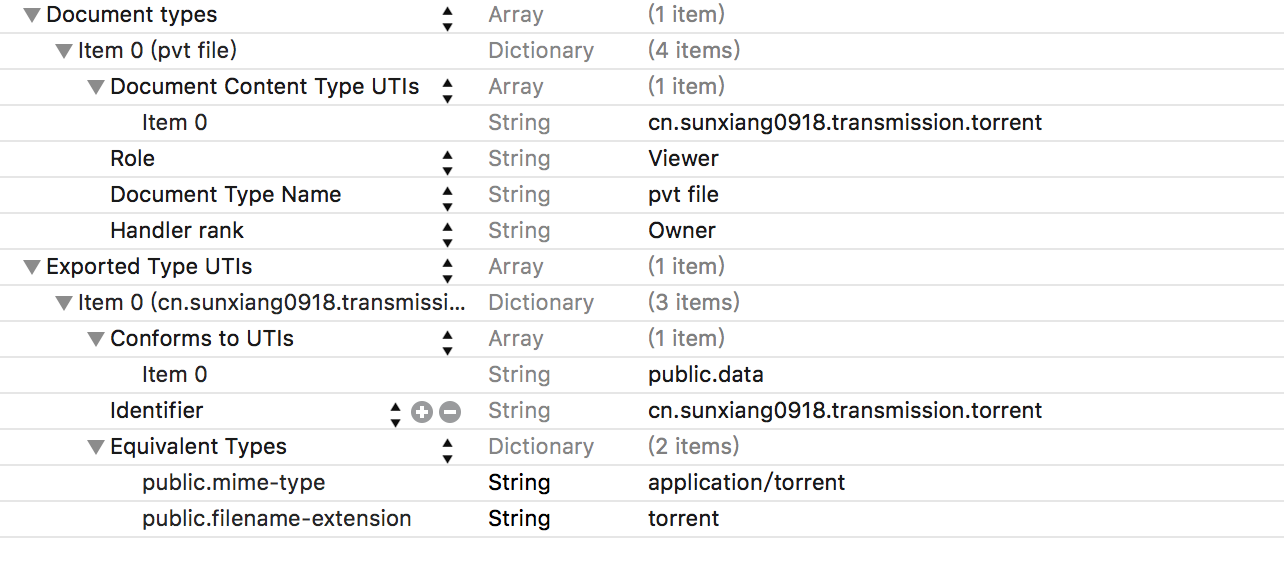 Document types Array (1 item)
Item 0 (pvt file) Dictionary (4 items)
Document Content Type UTIs Array (1 item)
Item 0 String cn.sunxiang0918.transmission.torrent
Role String Viewer
Document Type Name String pvt file
Handler rank String Owner
Exported Type UTIs Array (1 item)
Item 0 (cn.sunxiang0918.transmissi... Dictionary (3 items)
Conforms to UTIs Array (1 item)
Item 0 String public.data
Identifier String cn.sunxiang0918.transmission.torrent
Equivalent Types Dictionary (2 items)
public.mime-type String application/torrent
public.filename-extension String torrent